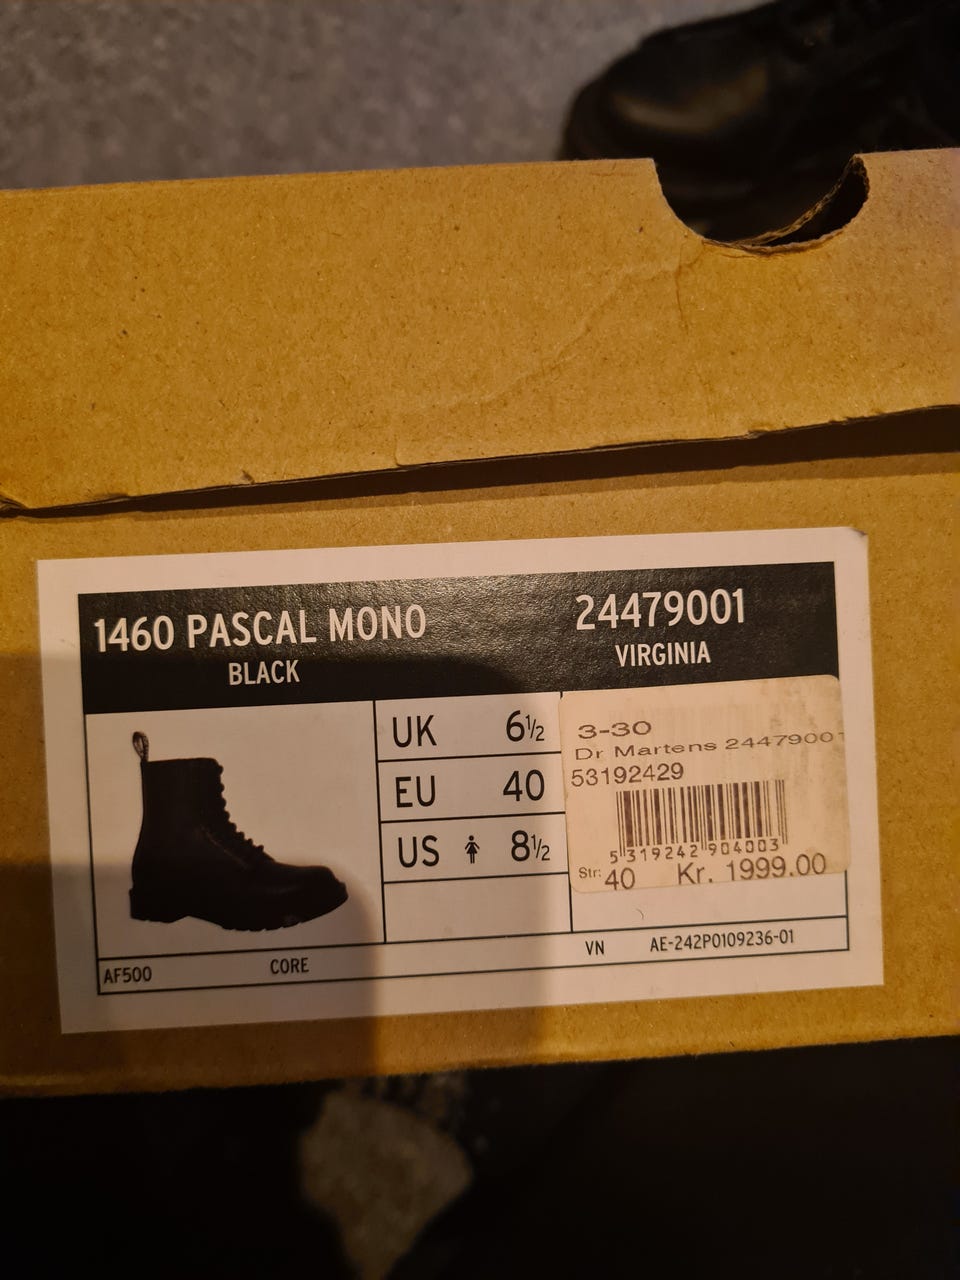 1460 PASCAL MONO
BLACK
24479001
VIRGINIA
UK 6½
EU 40
US 8½
3-30
Dr Martens 24479001
53192429
5 319242 904003
Str: 40 Kr. 1999.00
AF500 CORE
VN AE-242P0109236-01